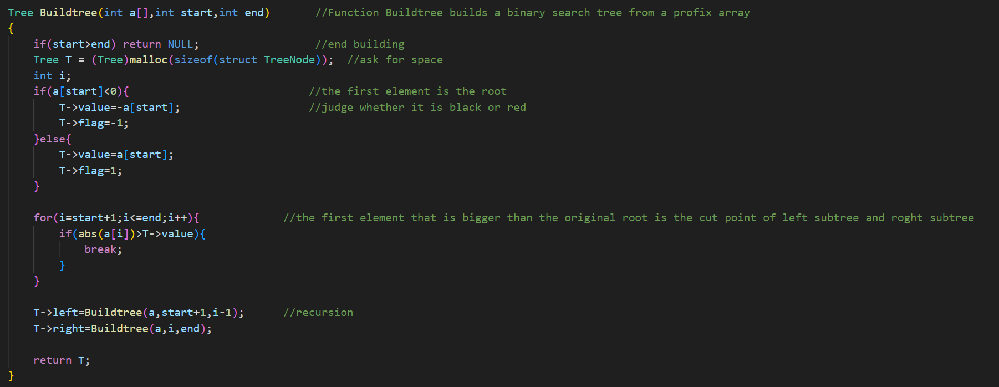 Tree Buildtree(int a[],int start,int end)       //Function Buildtree builds a binary search tree from a profix array
{
    if(start>end) return NULL;                  //end building
    Tree T = (Tree)malloc(sizeof(struct TreeNode));  //ask for space
    int i;
    if(a[start]<0){                            //the first element is the root
        T->value=-a[start];                    //judge whether it is black or red
        T->flag=-1;
    }else{
        T->value=a[start];
        T->flag=1;
    }

    for(i=start+1;i<=end;i++){             //the first element that is bigger than the original root is the cut point of left subtree and roght subtree
        if(abs(a[i])>T->value){
            break;
        }
    }

    T->left=Buildtree(a,start+1,i-1);      //recursion
    T->right=Buildtree(a,i,end);

    return T;
}